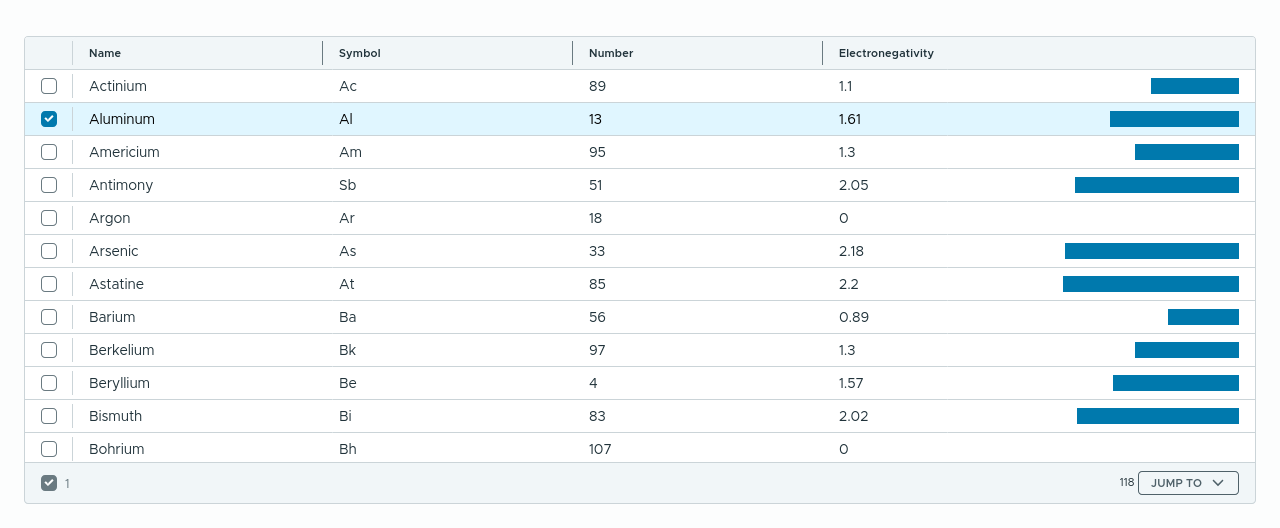 Name Symbol Number Electronegativity
Actinium Ac 89 1.1
Aluminum Al 13 1.61
Americium Am 95 1.3
Antimony Sb 51 2.05
Argon Ar 18 0
Arsenic As 33 2.18
Astatine At 85 2.2
Barium Ba 56 0.89
Berkelium Bk 97 1.3
Beryllium Be 4 1.57
Bismuth Bi 83 2.02
Bohrium Bh 107 0
1 118 JUMP TO